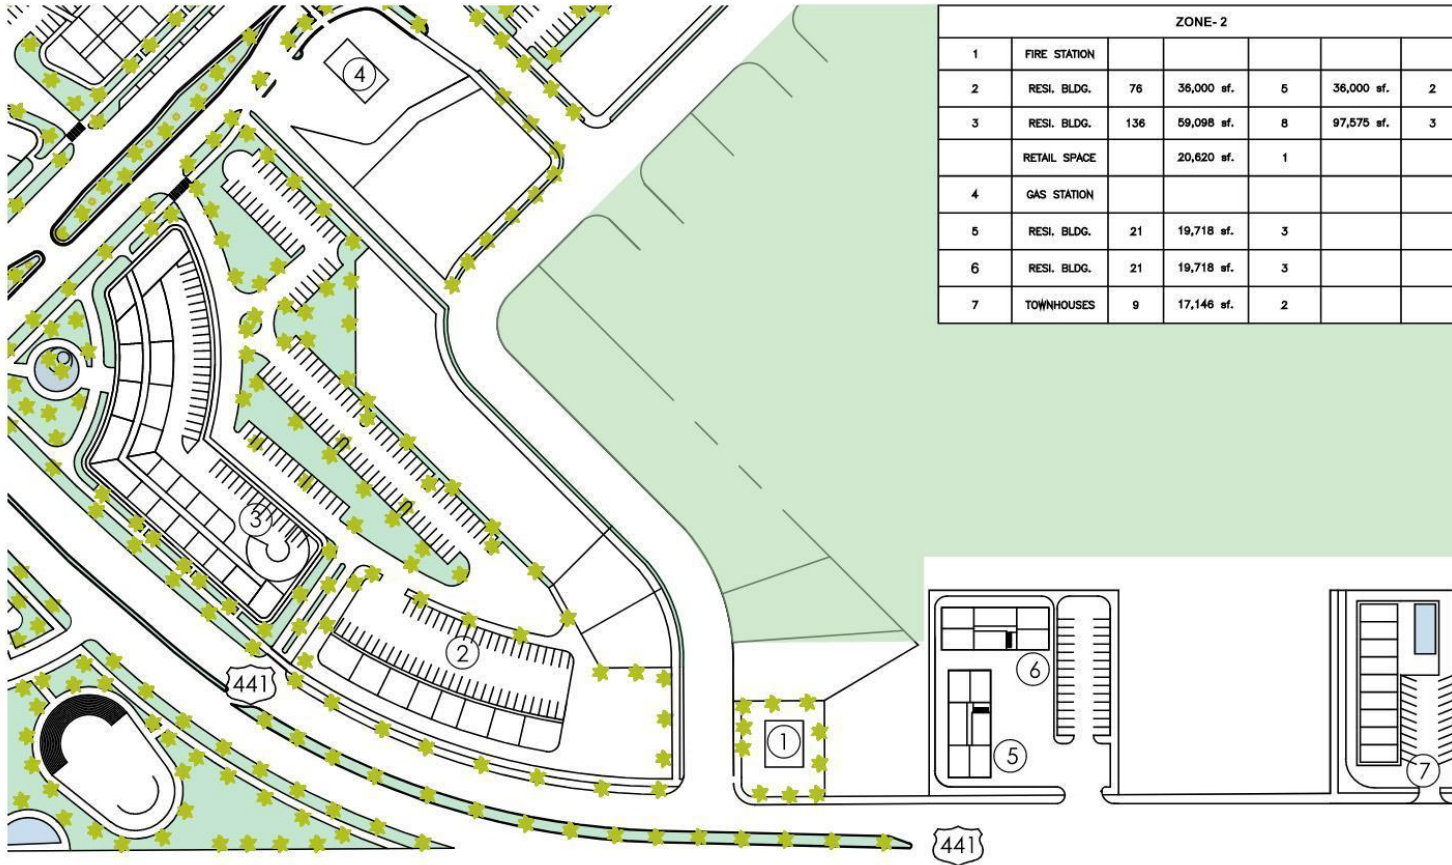 ZONE-2
1 FIRE STATION
2 RESI. BLDG. 76 36,000 sf. 5 36,000 sf. 2
3 RESI. BLDG. 136 59,098 sf. 8 97,575 sf. 3
RETAIL SPACE 20,620 sf. 1
4 GAS STATION
5 RESI. BLDG. 21 19,718 sf. 3
6 RESI. BLDG. 21 19,718 sf. 3
7 TOWNHOUSES 9 17,146 sf. 2
4
3
2
441
6
1
5
7
441